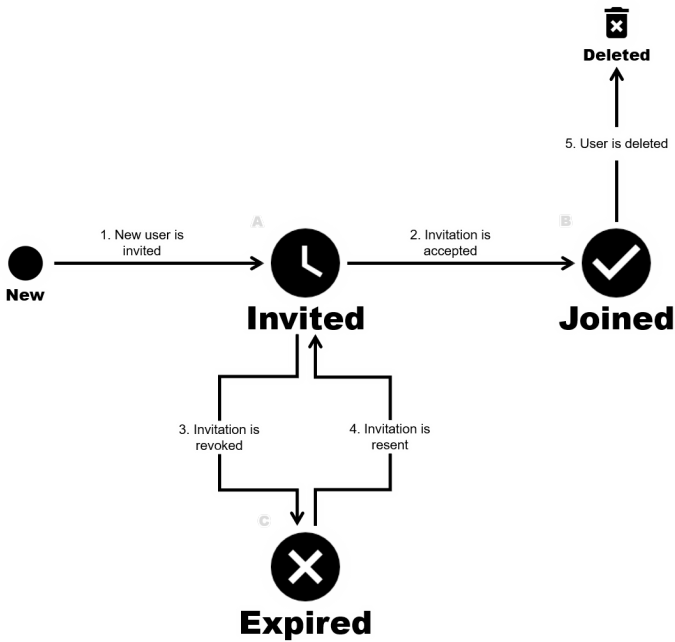 Deleted
5. User is deleted
A
B
1. New user is
invited
2. Invitation is
accepted
New
Invited
Joined
3. Invitation is
revoked
4. Invitation is
resent
C
Expired